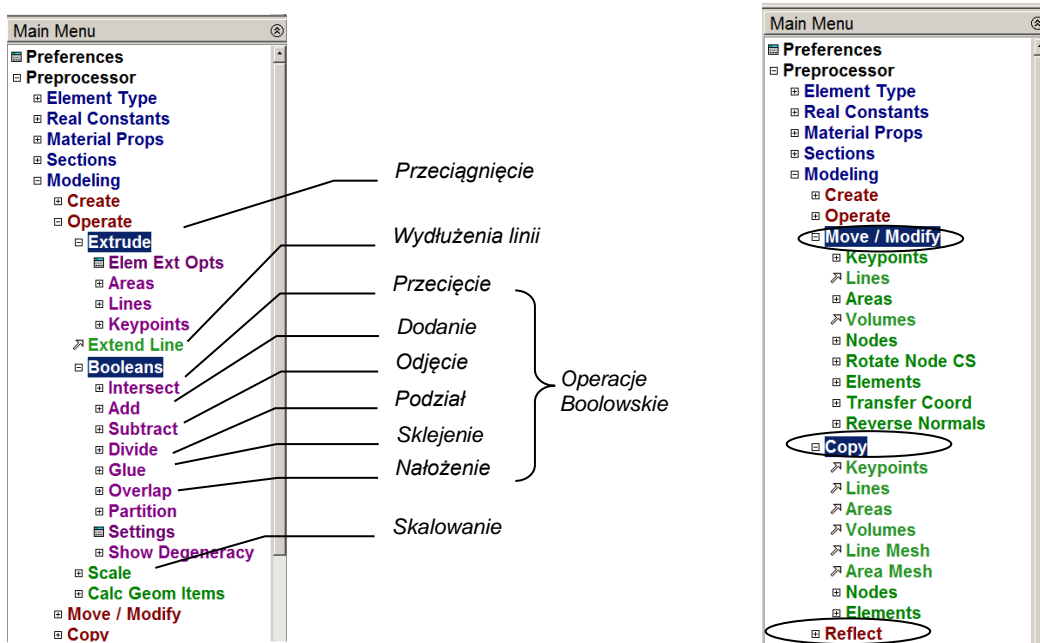 Main Menu
Preferences
Preprocessor
Element Type
Real Constants
Material Props
Sections
Modeling
Create
Operate
Extrude
Elem Ext Opts
Areas
Lines
Keypoints
Extend Line
Booleans
Intersect
Add
Subtract
Divide
Glue
Overlap
Partition
Settings
Show Degeneracy
Scale
Calc Geom Items
Move / Modify
Copy
Przeciągnięcie
Wydłużenia linii
Przecięcie
Dodanie
Odjęcie
Podział
Sklejenie
Nałożenie
Skalowanie
Operacje
Boolowskie
Main Menu
Preferences
Preprocessor
Element Type
Real Constants
Material Props
Sections
Modeling
Create
Operate
Move / Modify
Keypoints
Lines
Areas
Volumes
Nodes
Rotate Node CS
Elements
Transfer Coord
Reverse Normals
Copy
Keypoints
Lines
Areas
Volumes
Line Mesh
Area Mesh
Nodes
Elements
Reflect